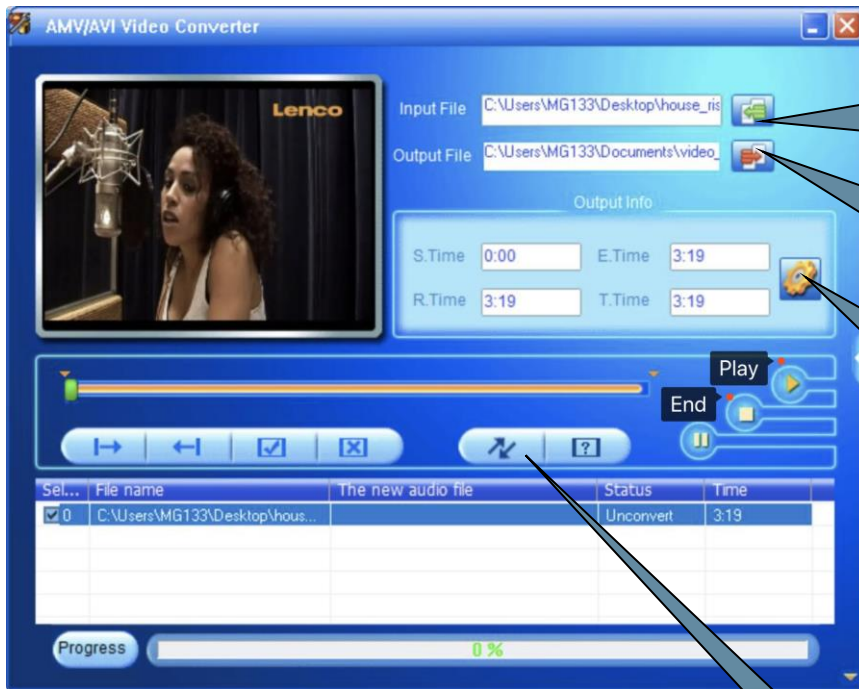 AMV/AVI Video Converter
Lenco
Input File C:\Users\MG133\Desktop\house_ris
Output File C:\Users\MG133\Documents\video_
Output Info
S.Time 0:00 E.Time 3:19
R.Time 3:19 T.Time 3:19
Play
End
Sel... File name The new audio file Status Time
0 C:\Users\MG133\Desktop\hous... Unconvert 3:19
Progress 0 %